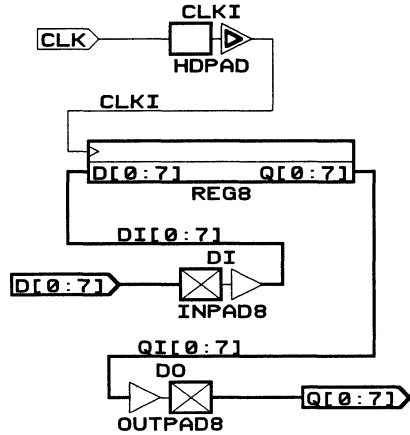 CLKI
CLK
HDPAD
CLKI
D[0:7] Q[0:7]
REG8
DI[0:7]
DI
D[0:7]
INPAD8
QI[0:7]
DO
Q[0:7]
OUTPAD8